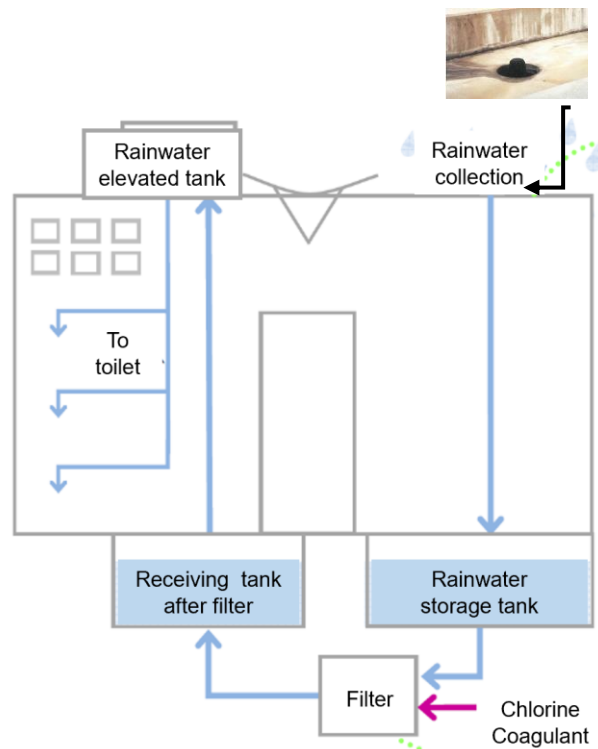 Rainwater
elevated tank
Rainwater
collection
To
toilet
Receiving tank
after filter
Rainwater
storage tank
Filter
Chlorine
Coagulant